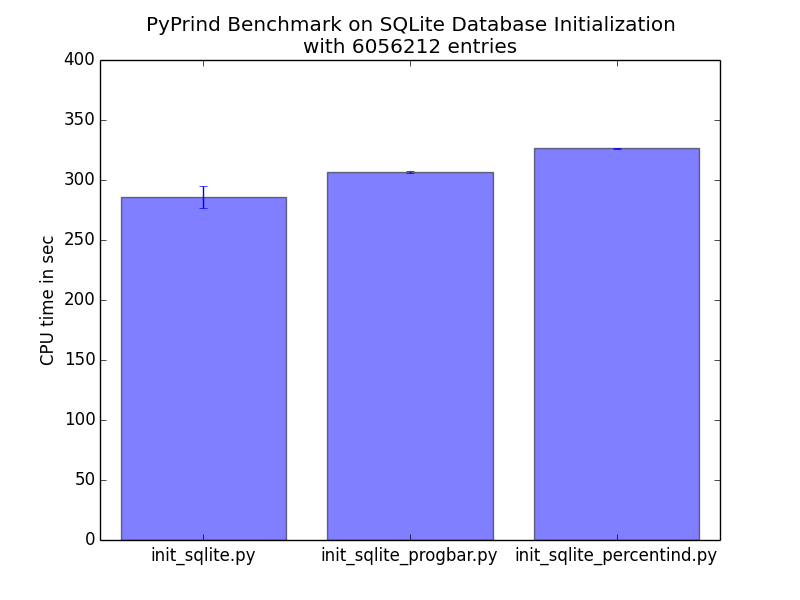 PyPrind Benchmark on SQLite Database Initialization
with 6056212 entries
400
350
300
250
200
150
100
50
0
CPU time in sec
init_sqlite.py
init_sqlite_progbar.py
init_sqlite_percentind.py